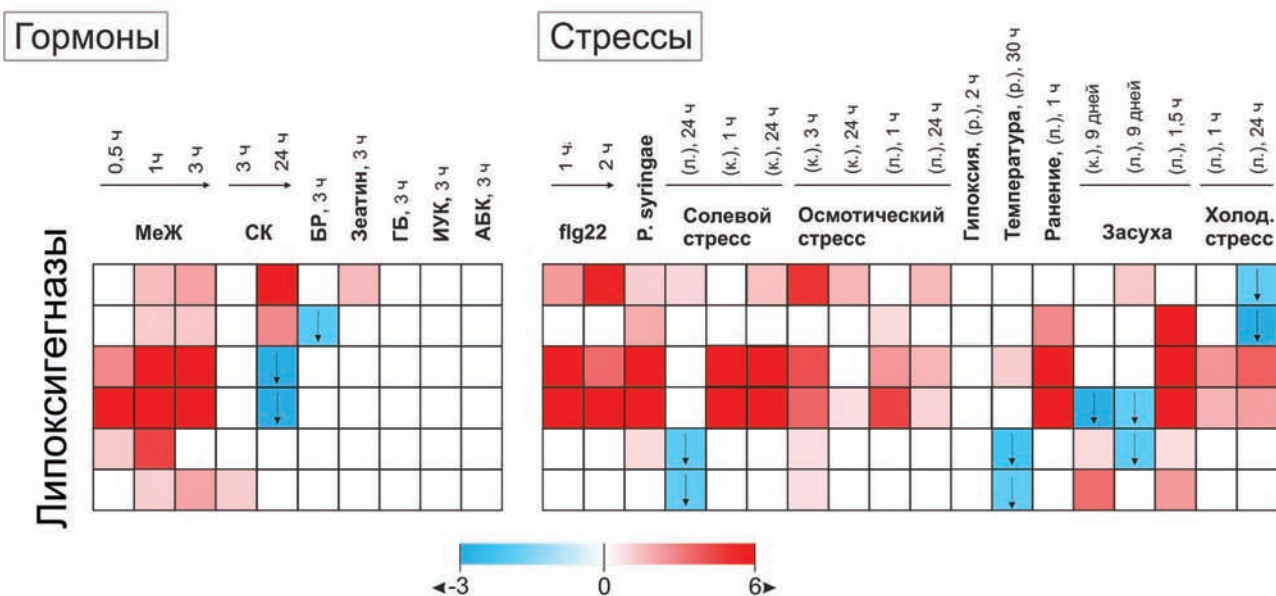 Гормоны
Стрессы
0,5 ч
1ч
3 ч
3 ч
24 ч
БР, 3 ч
Зеатин, 3 ч
ГБ, 3 ч
ИУК, 3 ч
АБК, 3 ч
МеЖ
СК
1 ч.
2 ч
P. syringae
(л.), 24 ч
(к.), 1 ч
(к.), 24 ч
(к.), 3 ч
(к.), 24 ч
(л.), 1 ч
(л.), 24 ч
Гипоксия, (р.), 2 ч
Температура, (р.), 30 ч
Ранение, (л.), 1 ч
(к.), 9 дней
(л.), 9 дней
(л.), 1,5 ч
(л.), 1 ч
(л.), 24 ч
flg22
Солевой
стресс
Осмотический
стресс
Засуха
Холод.
стресс
Липоксигегназы
-3
0
6